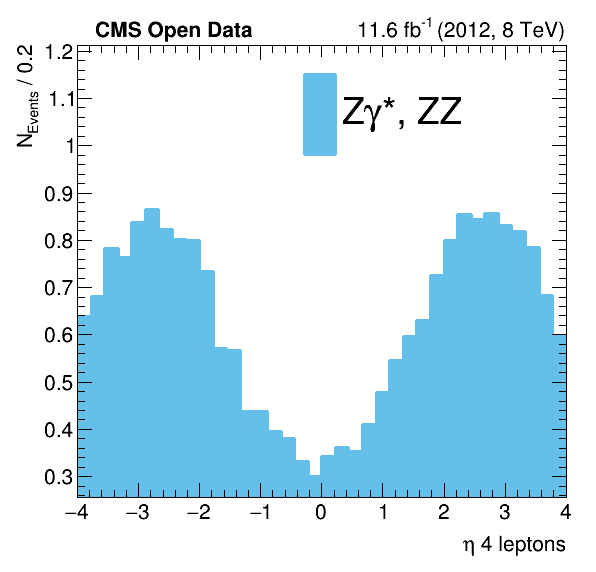 CMS Open Data 11.6 fb⁻¹ (2012, 8 TeV)
N_Events / 0.2
1.2
1.1
1
0.9
0.8
0.7
0.6
0.5
0.4
0.3
Zγ*, ZZ
−4 −3 −2 −1 0 1 2 3 4
η 4 leptons